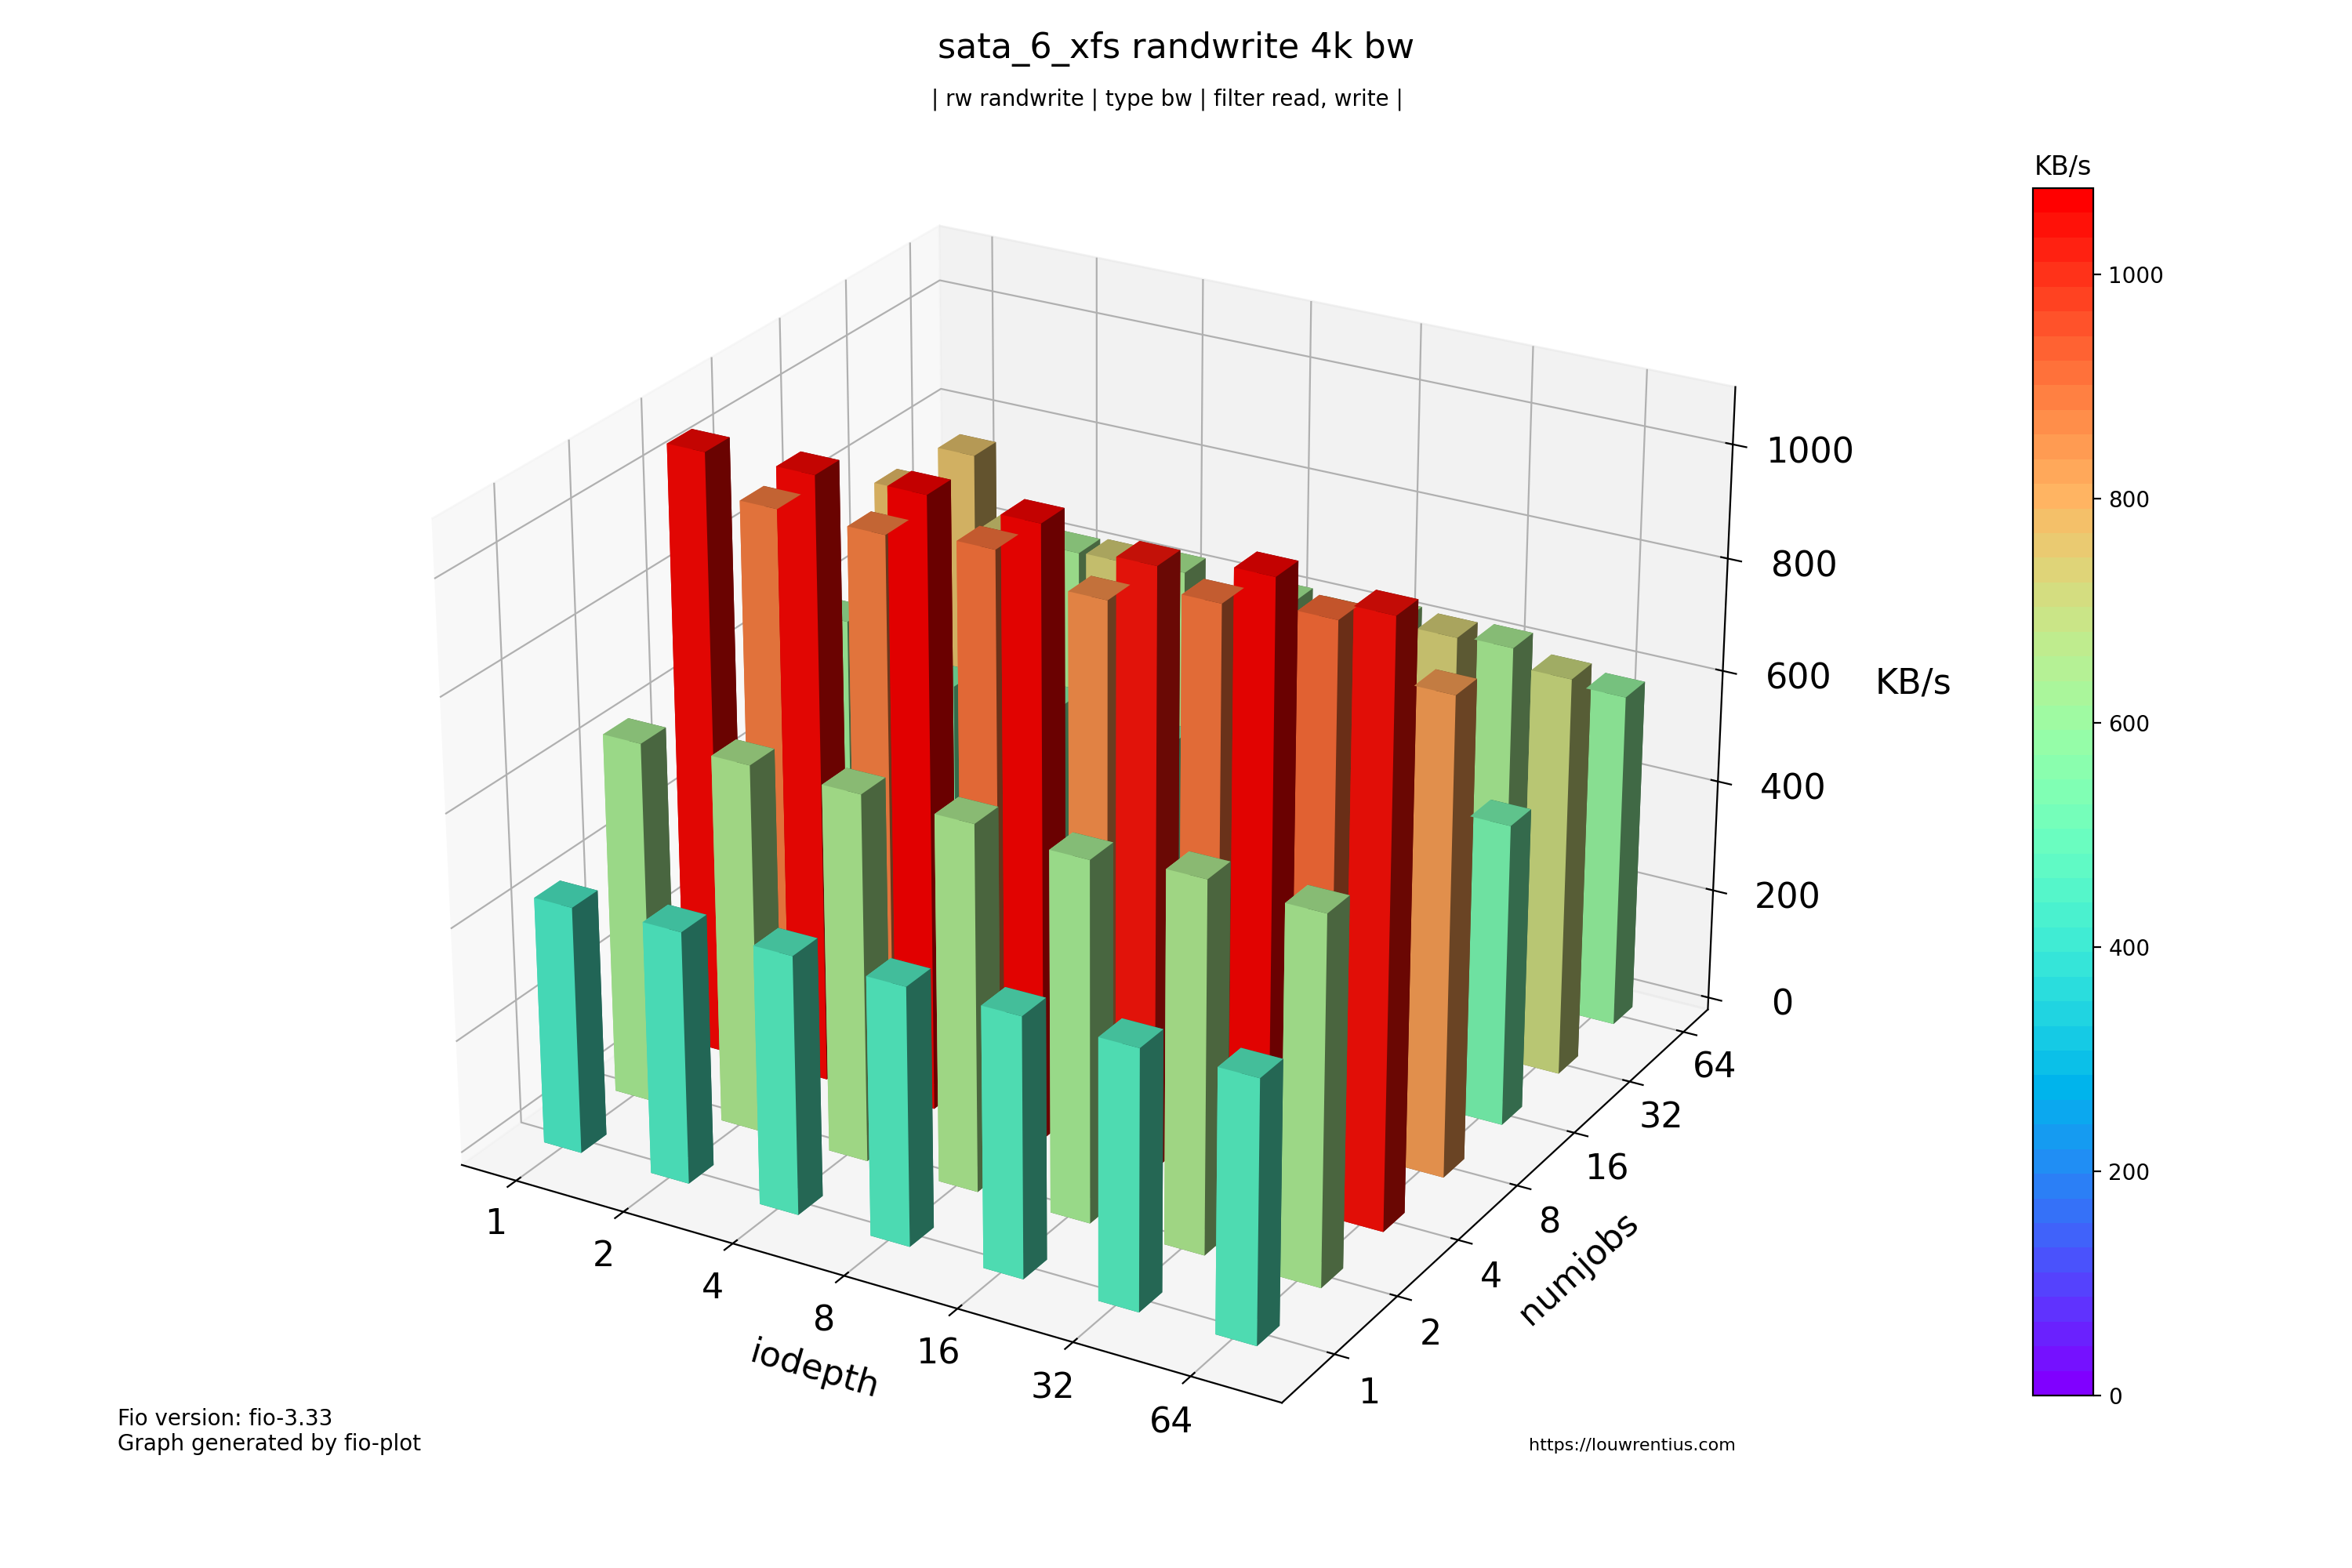 sata_6_xfs randwrite 4k bw
| rw randwrite | type bw | filter read, write |
KB/s
1000
800
600
400
200
0
1000
800
600
400
200
0
KB/s
1
2
4
8
16
32
64
iodepth
1
2
4
8
16
32
64
numjobs
Fio version: fio-3.33
Graph generated by fio-plot
https://louwrentius.com